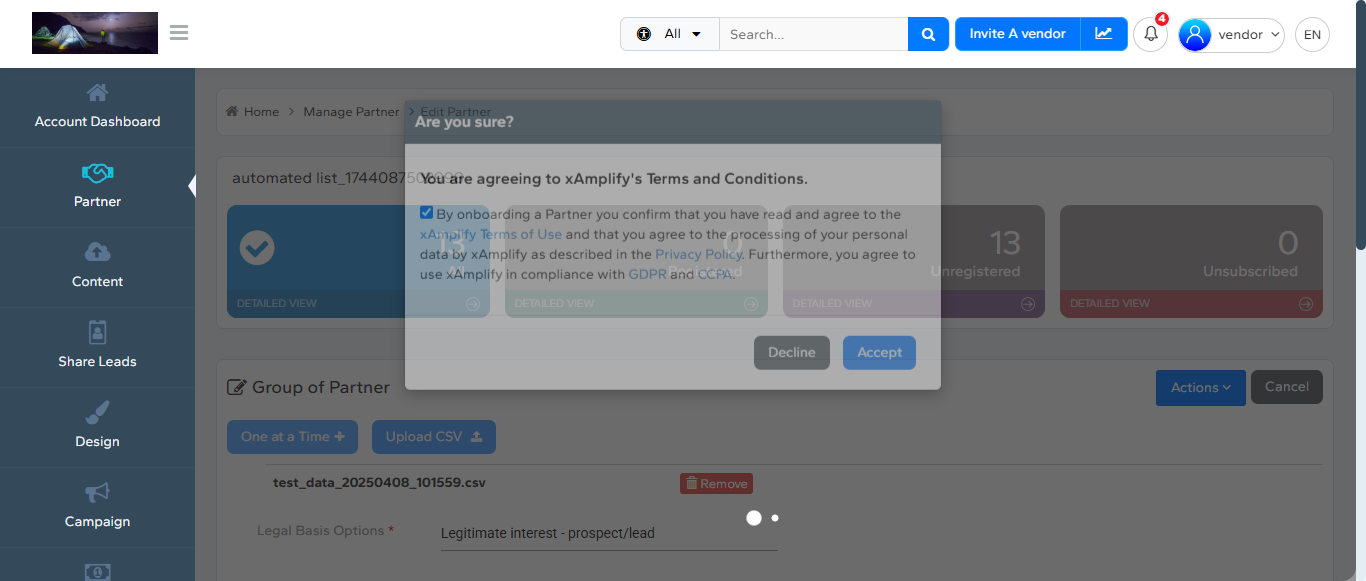 All
Search...
Invite A vendor
4
vendor
EN
Account Dashboard
Partner
Content
Share Leads
Design
Campaign
Home > Manage Partner > Edit Partner
Are you sure?
automated list_1744087502
You are agreeing to xAmplify's Terms and Conditions.
By onboarding a Partner you confirm that you have read and agree to the
xAmplify Terms of Use and that you agree to the processing of your personal
data by xAmplify as described in the Privacy Policy. Furthermore, you agree to
use xAmplify in compliance with GDPR and CCPA.
Decline
Accept
13
All
DETAILED VIEW
0
DETAILED VIEW
13
Unregistered
DETAILED VIEW
0
Unsubscribed
DETAILED VIEW
Group of Partner
Actions
Cancel
One at a Time
Upload CSV
test_data_20250408_101559.csv
Remove
Legal Basis Options *
Legitimate interest - prospect/lead